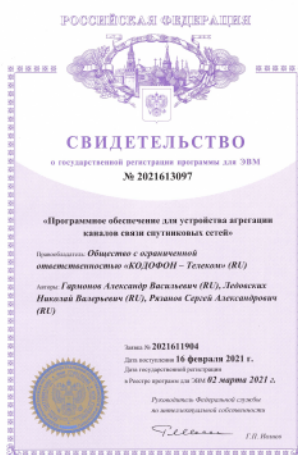 РОССИЙСКАЯ ФЕДЕРАЦИЯ
СВИДЕТЕЛЬСТВО
о государственной регистрации программы для ЭВМ
№ 2021613097
«Программное обеспечение для устройства агрегации
каналов связи спутниковых сетей»
Правообладатель: Общество с ограниченной
ответственностью «КОДОФОН – Телеком» (RU)
Авторы: Гармонов Александр Васильевич (RU), Ледовских
Николай Валерьевич (RU), Рязанов Сергей Александрович
(RU)
Заявка № 2021611904
Дата поступления 16 февраля 2021 г.
Дата государственной регистрации
в Реестре программ для ЭВМ 02 марта 2021 г.
Руководитель Федеральной службы
по интеллектуальной собственности
Г.П. Ивлиев